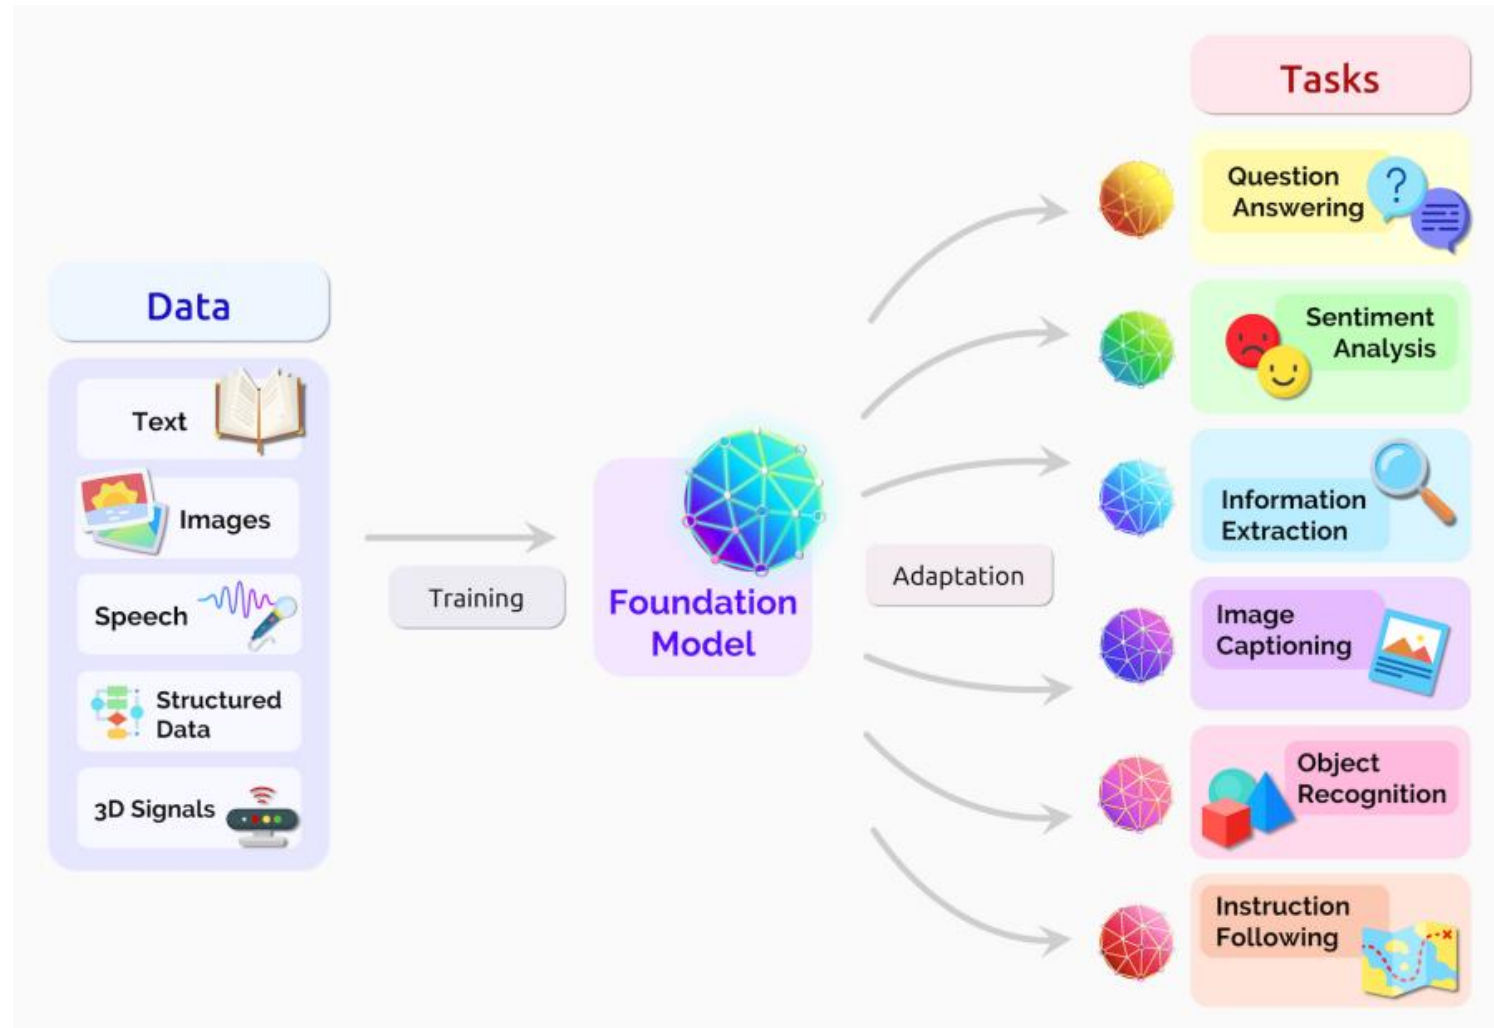 Data
Text
Images
Speech
Structured
Data
3D Signals
Training
Foundation
Model
Adaptation
Tasks
Question
Answering
?
Sentiment
Analysis
Information
Extraction
Image
Captioning
Object
Recognition
Instruction
Following
x